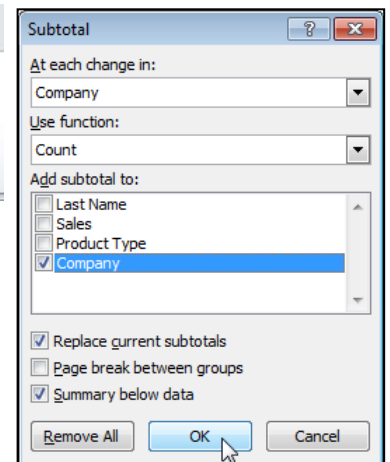 Subtotal
At each change in:
Company
Use function:
Count
Add subtotal to:
Last Name
Sales
Product Type
Company
Replace current subtotals
Page break between groups
Summary below data
Remove All OK Cancel